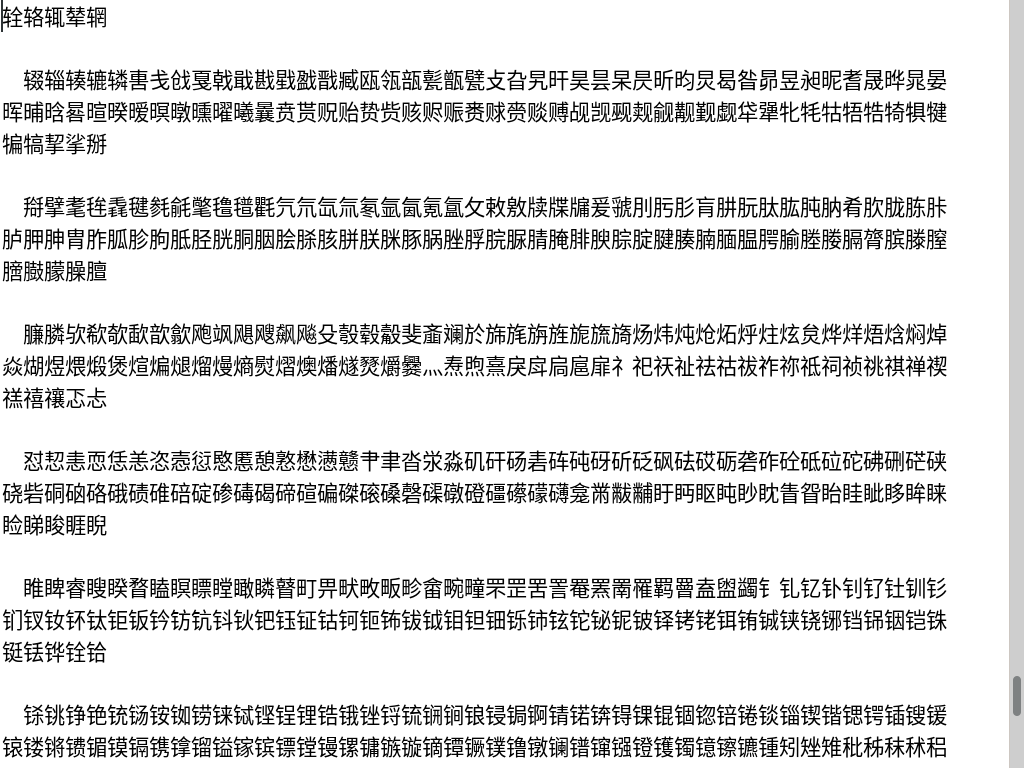 辁辂辄辇辋
辍辎辏辘辚軎戋戗戛戟戢戡戥戤戬臧瓯瓴瓿甏甑甓攴旮旯旰昊昙杲昃昕昀炅曷昝昴昱昶昵耆晟晔晁晏
晖晡晗晷暄暌暧暝暾曛曜曦曩贲贳贶贻贽赀赅赆赈赉赇赍赕赙觇觊觋觌觎觏觐觑牮犟牝牦牯牾牿犄犋犍
犏犒挈挲掰
搿擘耄毪毳毽毵毹氅氇氆氍氕氘氙氚氡氩氤氪氲攵敕敫牍牒牖爰虢刖肟肜肓肼朊肽肱肫肭肴肷胧胨胩
胪胛胂胄胙胍胗朐胝胫胱胴胭脍脎胲胼朕脒豚脶脞脬脘脲腈腌腓腴腙腚腱腠腩腼腽腭腧塍媵膈膂膑滕膣
膪臌朦臊膻
臁膦欤欷欹歃歆歙飑飒飓飕飙飚殳彀毂觳斐齑斓於旆旄旃旌旎旒旖炀炜炖炝炻烀炷炫炱烨烊焐焓焖焯
焱煳煜煨煅煲煊煸煺熘熳熵熨熠燠燔燧燹爝爨灬焘煦熹戾戽扃扈扉礻祀祆祉祛祜祓祚祢祗祠祯祧祺禅禊
禚禧禳忑忐
怼恝恚恧恁恙恣悫愆愍慝憩憝懋懑戆肀聿沓泶淼矶矸砀砉砗砘砑斫砭砜砝砹砺砻砟砼砥砬砣砩硎硭硖
硗砦硐硇硌硪碛碓碚碇碜碡碣碲碹碥磔磙磉磬磲礅磴礓礤礞礴龛黹黻黼盱眄眍盹眇眈眚眢眙眭眦眵眸睐
睑睇睃睚睨
睢睥睿瞍睽瞀瞌瞑瞟瞠瞰瞵瞽町畀畎畋畈畛畲畹疃罘罡罟詈罨罴罱罹羁罾盍盥蠲钅钆钇钋钊钌钍钏钐
钔钗钕钚钛钜钣钤钫钪钭钬钯钰钲钴钶钷钸钹钺钼钽钿铄铈铉铊铋铌铍铎铐铑铒铕铖铗铙铘铛铞铟铠铢
铤铥铧铨铪
铩铫铮铯铳铴铵铷铹铼铽铿锃锂锆锇锉锊锍锎锏锒锓锔锕锖锘锛锝锞锟锢锪锫锩锬锱锲锴锶锷锸锼锾
锿镂锵镄镅镆镉镌镎镏镒镓镔镖镗镘镙镛镞镟镝镡镢镤镥镦镧镨镩镪镫镬镯镱镲镳锺矧矬雉秕秭秣秫稆